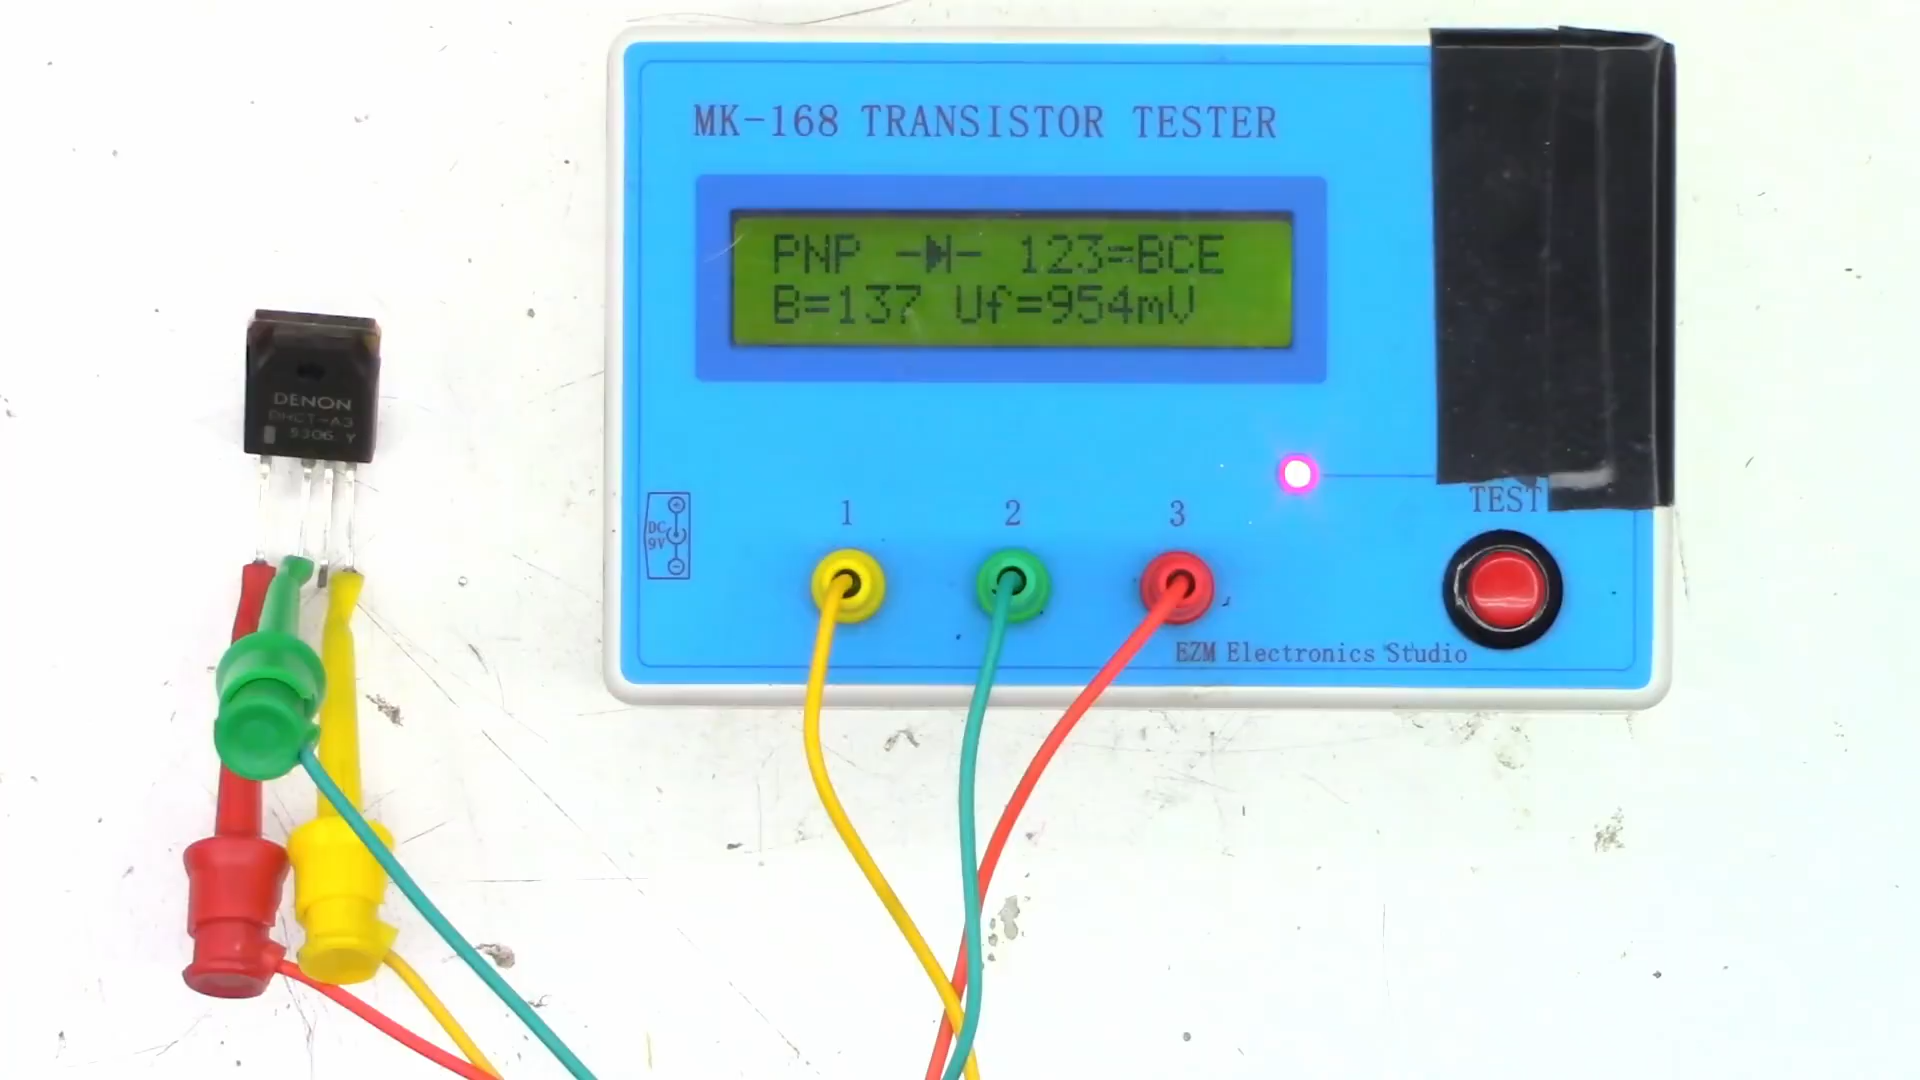 MK-168 TRANSISTOR TESTER
PNP 123=BCE
B=137 Uf=954mV
DENON
5306 Y
DC
9V
1 2 3
TEST
EZM Electronics Studio